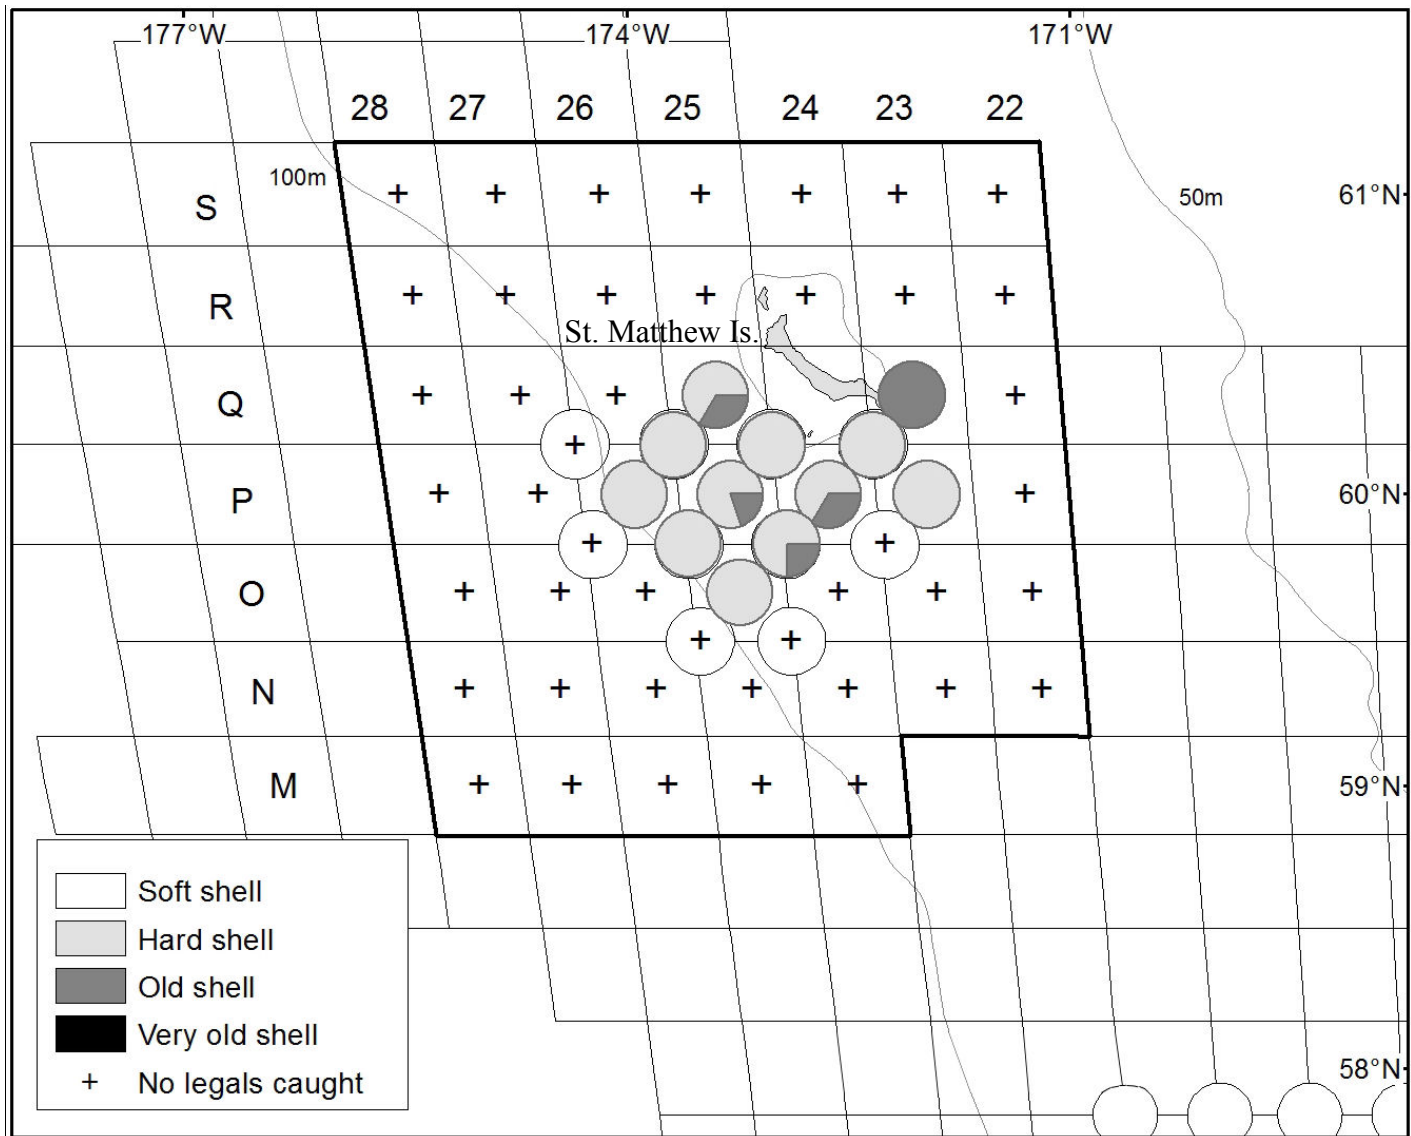 177°W 174°W 171°W
28 27 26 25 24 23 22
100m
50m
S
61°N
R
St. Matthew Is.
Q
P
60°N
O
N
M
59°N
Soft shell
Hard shell
Old shell
Very old shell
+ No legals caught
58°N